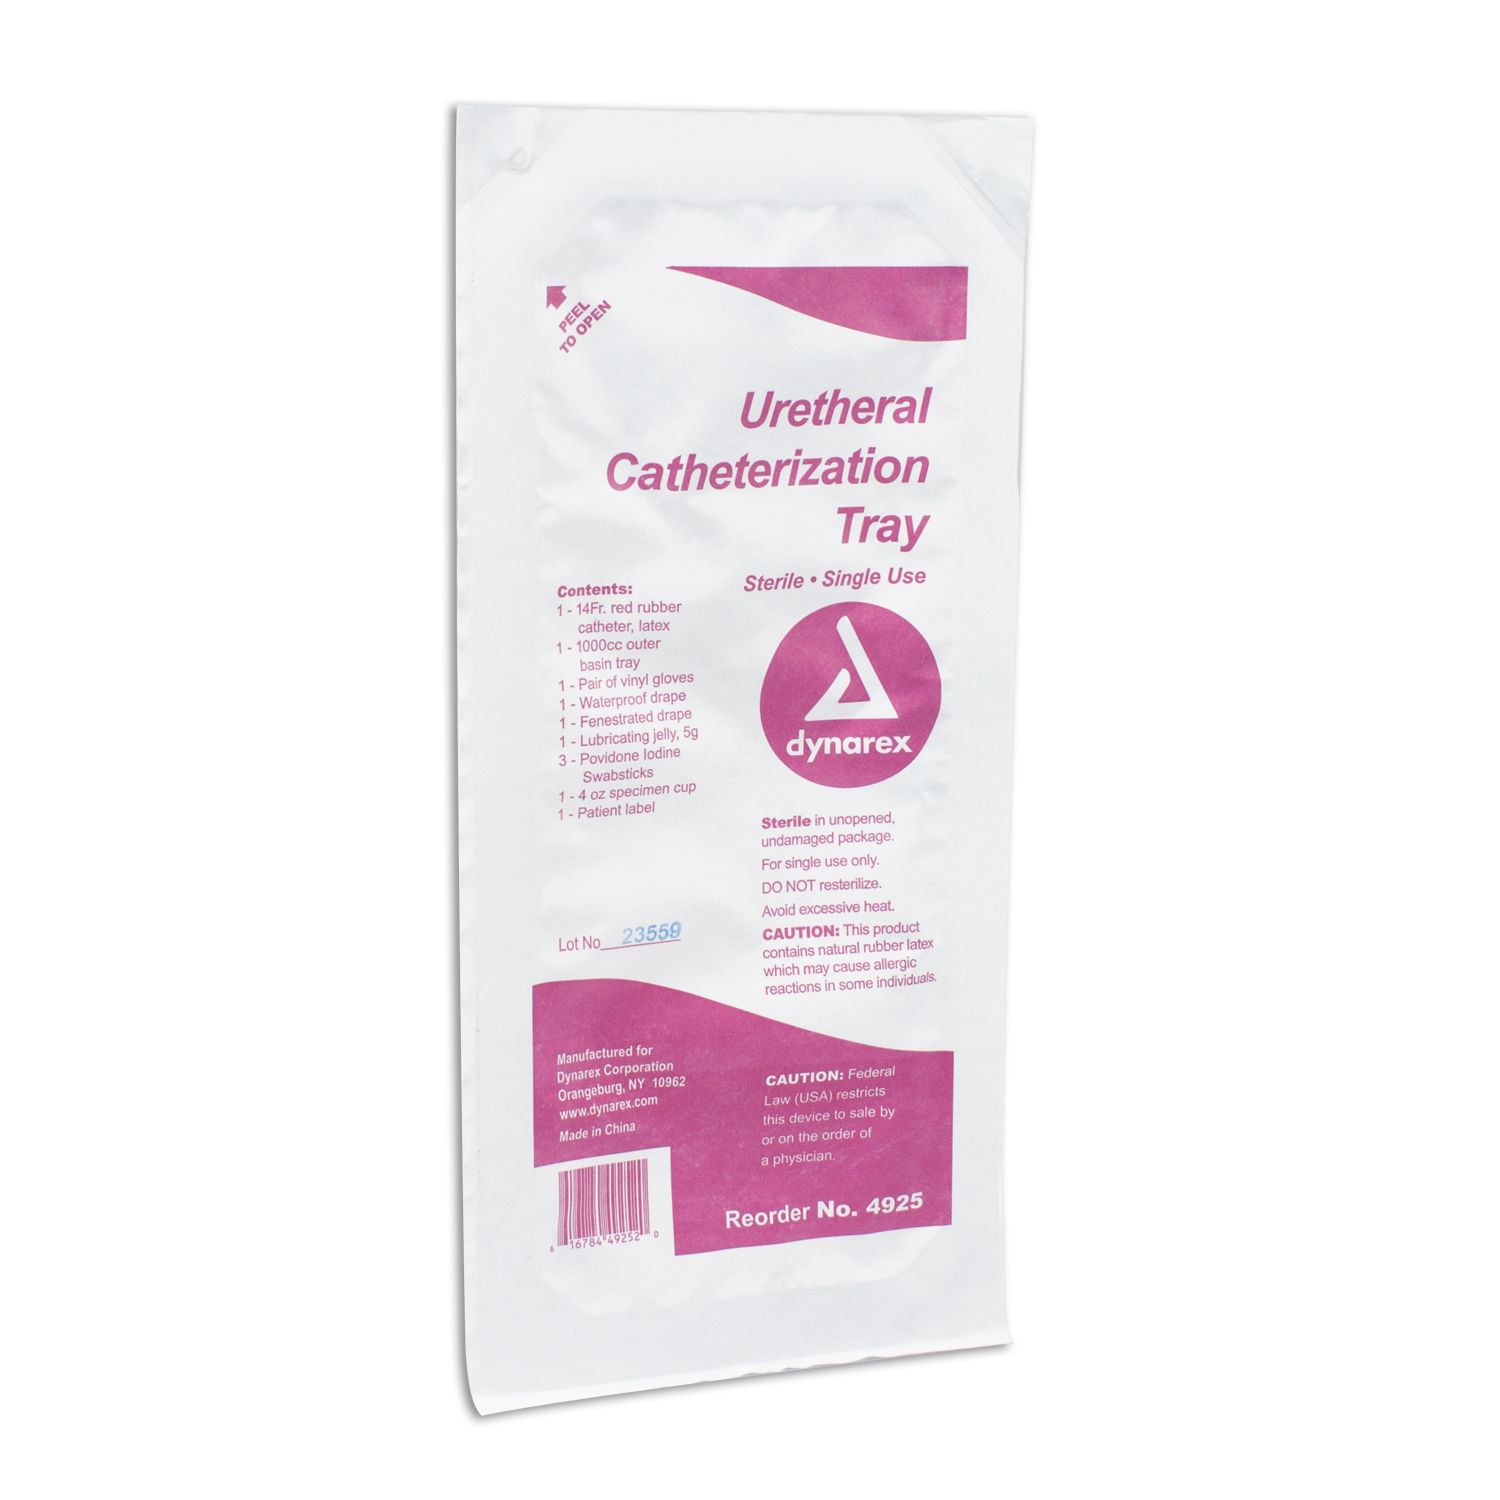 PEEL
TO OPEN
Urethral
Catheterization
Tray
Sterile • Single Use
Contents:
1 - 14Fr. red rubber
catheter, latex
1 - 1000cc outer
basin tray
1 - Pair of vinyl gloves
1 - Waterproof drape
1 - Fenestrated drape
1 - Lubricating jelly, 5g
3 - Povidone Iodine
Swabsticks
1 - 4 oz specimen cup
1 - Patient label
dynarex
Sterile in unopened,
undamaged package.
For single use only.
DO NOT resterilize.
Avoid excessive heat.
CAUTION: This product
contains natural rubber latex
which may cause allergic
reactions in some individuals.
Lot No 23559
Manufactured for
Dynarex Corporation
Orangeburg, NY 10962
www.dynarex.com
Made in China
CAUTION: Federal
Law (USA) restricts
this device to sale by
or on the order of
a physician.
Reorder No. 4925
6 16784 49252 0